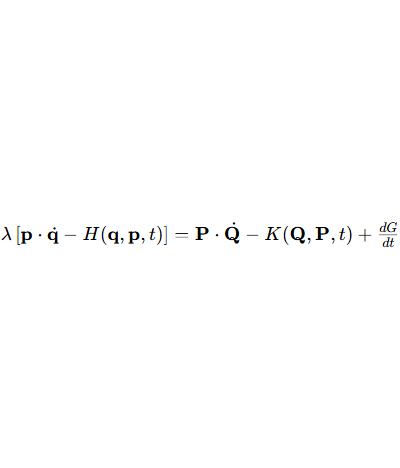 λ [𝐩 · 𝐪̇ − H(𝐪, 𝐩, t)] = 𝐏 · 𝐐̇ − K(𝐐, 𝐏, t) + dG/dt